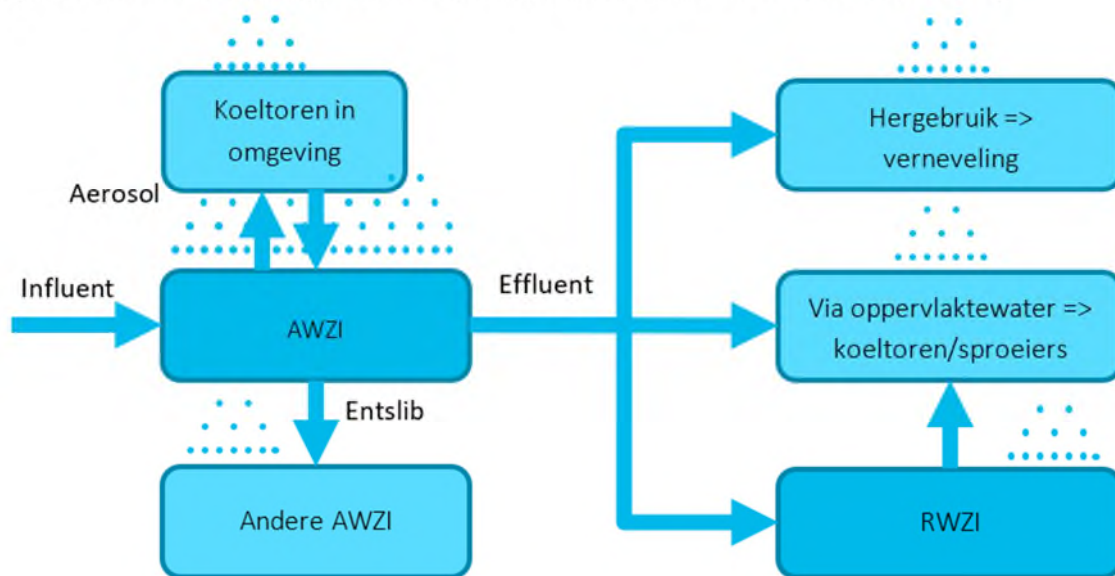 Koeltoren in
omgeving
Aerosol
Influent
AWZI
Effluent
Entslib
Andere AWZI
Hergebruik =>
verneveling
Via oppervlaktewater =>
koeltoren/sproeiers
RWZI